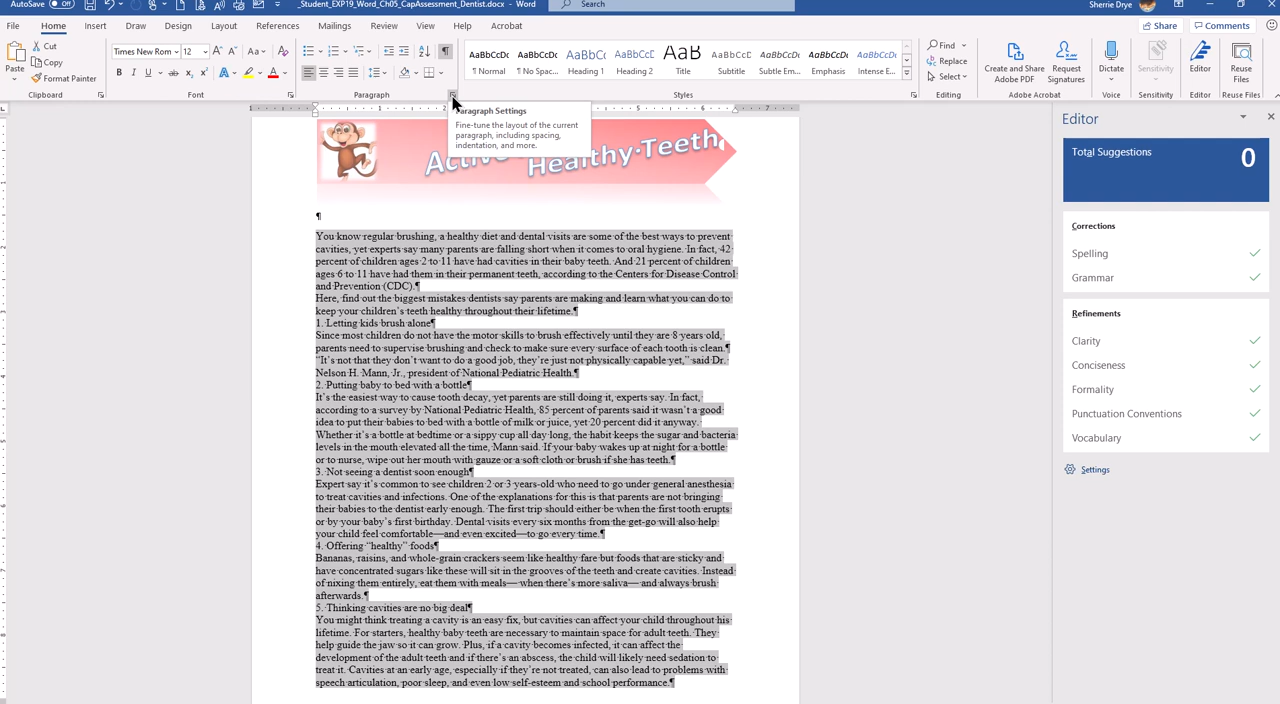 AutoSave Off _Student_EXP19_Word_Ch05_CapAssessment_Dentist.docx - Word Search Sherrie Drye
File Home Insert Draw Design Layout References Mailings Review View Help Acrobat Share Comments
Paste Cut Copy Format Painter
Clipboard
Times New Rom 12
Font
Paragraph
AaBbCcDc AaBbCcDc AaBbCc AaBbCcC AaB AaBbCcC AaBbCcDc AaBbCcDc AaBbCcDc
¶ Normal ¶ No Spac... Heading 1 Heading 2 Title Subtitle Subtle Em... Emphasis Intense E...
Styles
Find Replace Select
Editing
Create and Share Adobe PDF Request Signatures
Adobe Acrobat
Dictate
Voice
Sensitivity
Sensitivity
Editor
Editor
Reuse Files
Reuse Files
Paragraph Settings
Fine-tune the layout of the current
paragraph, including spacing,
indentation, and more.
Healthy·Teeth
¶
You know regular brushing, a healthy diet and dental visits are some of the best ways to prevent
cavities, yet experts say many parents are falling short when it comes to oral hygiene. In fact, 42
percent of children ages 2 to 11 have had cavities in their baby teeth. And 21 percent of children
ages 6 to 11 have had them in their permanent teeth, according to the Centers for Disease Control
and Prevention (CDC).¶
Here, find out the biggest mistakes dentists say parents are making and learn what you can do to
keep your children's teeth healthy throughout their lifetime.¶
1. Letting kids brush alone¶
Since most children do not have the motor skills to brush effectively until they are 8 years old,
parents need to supervise brushing and check to make sure every surface of each tooth is clean.¶
“It’s not that they don’t want to do a good job, they’re just not physically capable yet,” said Dr.
Nelson H. Mann, Jr., president of National Pediatric Health.¶
2. Putting baby to bed with a bottle¶
It’s the easiest way to cause tooth decay, yet parents are still doing it, experts say. In fact,
according to a survey by National Pediatric Health, 85 percent of parents said it wasn’t a good
idea to put their babies to bed with a bottle of milk or juice, yet 20 percent did it anyway.
Whether it’s a bottle at bedtime or a sippy cup all day long, the habit keeps the sugar and bacteria
levels in the mouth elevated all the time, Mann said. If your baby wakes up at night for a bottle
or to nurse, wipe out her mouth with gauze or a soft cloth or brush if she has teeth.¶
3. Not seeing a dentist soon enough¶
Expert say it’s common to see children 2 or 3 years-old who need to go under general anesthesia
to treat cavities and infections. One of the explanations for this is that parents are not bringing
their babies to the dentist early enough. The first trip should either be when the first tooth erupts
or by your baby’s first birthday. Dental visits every six months from the get-go will also help
your child feel comfortable—and even excited—to go every time.¶
4. Offering “healthy” foods¶
Bananas, raisins, and whole-grain crackers seem like healthy fare but foods that are sticky and
have concentrated sugars like these will sit in the grooves of the teeth and create cavities. Instead
of nixing them entirely, eat them with meals— when there’s more saliva— and always brush
afterwards.¶
5. Thinking cavities are no big deal¶
You might think treating a cavity is an easy fix, but cavities can affect your child throughout his
lifetime. For starters, healthy baby teeth are necessary to maintain space for adult teeth. They
help guide the jaw so it can grow. Plus, if a cavity becomes infected, it can affect the
development of the adult teeth and if there’s an abscess, the child will likely need sedation to
treat it. Cavities at an early age, especially if they’re not treated, can also lead to problems with
speech articulation, poor sleep, and even low self-esteem and school performance.¶
Editor
Total Suggestions 0
Corrections
Spelling
Grammar
Refinements
Clarity
Conciseness
Formality
Punctuation Conventions
Vocabulary
Settings